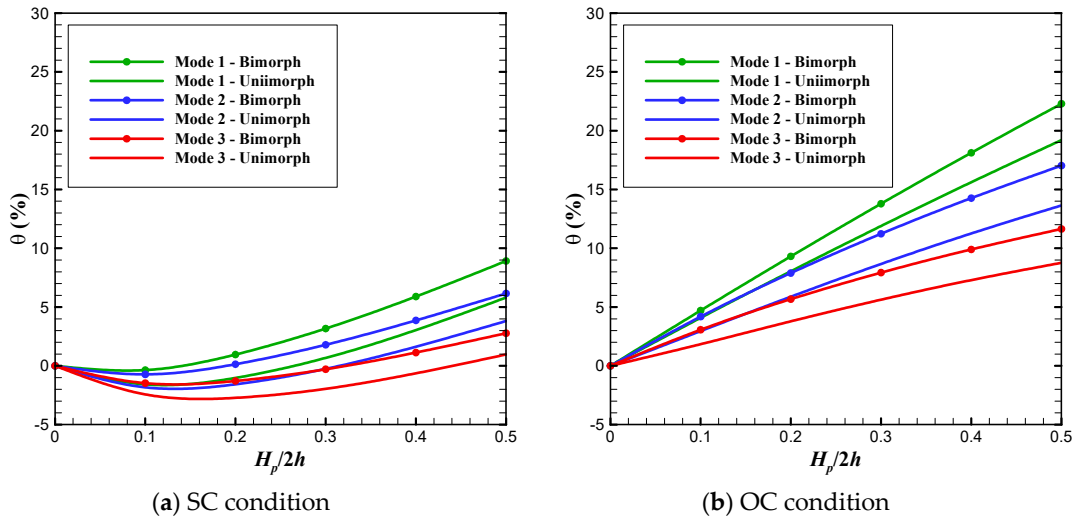 30
25
20
15
10
5
0
-5
θ (%)
Mode 1 - Bimorph
Mode 1 - Uniimorph
Mode 2 - Bimorph
Mode 2 - Unimorph
Mode 3 - Bimorph
Mode 3 - Unimorph
0 0.1 0.2 0.3 0.4 0.5
Hp/2h
(a) SC condition
30
25
20
15
10
5
0
-5
θ (%)
Mode 1 - Bimorph
Mode 1 - Uniimorph
Mode 2 - Bimorph
Mode 2 - Unimorph
Mode 3 - Bimorph
Mode 3 - Unimorph
0 0.1 0.2 0.3 0.4 0.5
Hp/2h
(b) OC condition